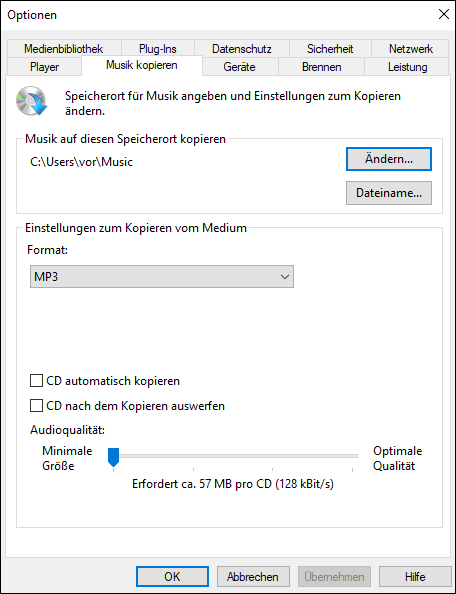 Optionen
Medienbibliothek Plug-Ins Datenschutz Sicherheit Netzwerk
Player Musik kopieren Geräte Brennen Leistung
Speicherort für Musik angeben und Einstellungen zum Kopieren
ändern.
Musik auf diesen Speicherort kopieren
C:\Users\vor\Music
Ändern...
Dateiname...
Einstellungen zum Kopieren vom Medium
Format:
MP3
CD automatisch kopieren
CD nach dem Kopieren auswerfen
Audioqualität:
Minimale
Größe
Optimale
Qualität
Erfordert ca. 57 MB pro CD (128 kBit/s)
OK Abbrechen Übernehmen Hilfe